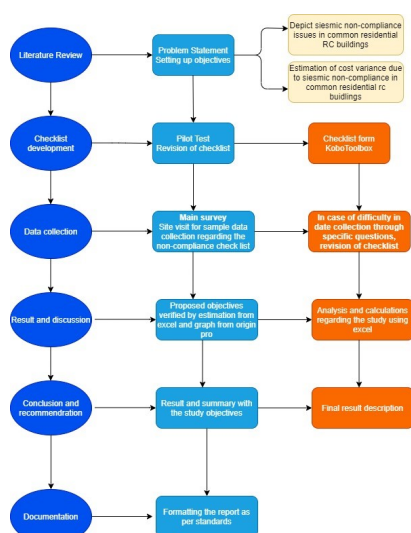 Literature Review
Problem Statement
Setting up objectives
Depict siesmic non-compliance
issues in common residential
RC buildings
Estimation of cost variance due
to siesmic non-compliance in
common residential rc
buidlings
Checklist
development
Pilot Test
Revision of checklist
Checklist form
KoboToolbox
Data collection
Main survey
Site visit for sample data
collection regarding the
non-compliance check list
In case of difficulty in
date collection through
specific questions,
revision of checklist
Result and discussion
Proposed objectives
verified by estimation from
excel and graph from origin
pro
Analysis and calculations
regarding the study using
excel
Conclusion and
recommendration
Result and summary with
the study objectives
Final result description
Documentation
Formatting the report as
per standards